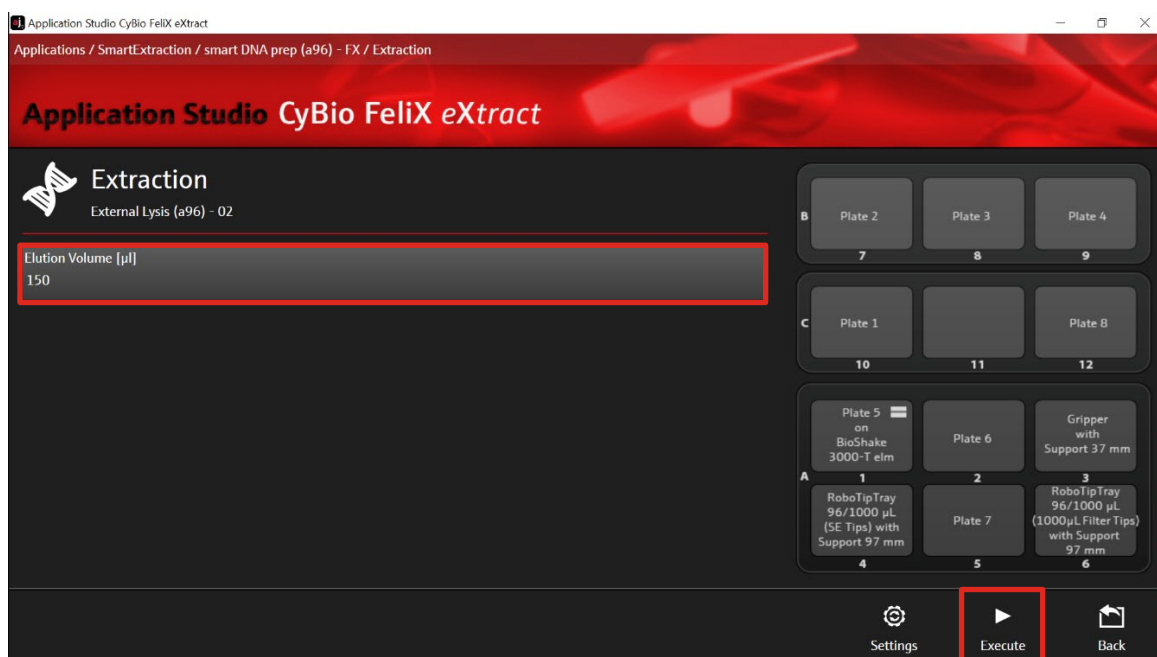 Application Studio CyBio FeliX eXtract
Applications / SmartExtraction / smart DNA prep (a96) - FX / Extraction
Application Studio CyBio FeliX eXtract
Extraction
External Lysis (a96) - 02
Elution Volume [µl]
150
B
Plate 2
7
Plate 3
8
Plate 4
9
C
Plate 1
10
11
Plate 8
12
A
Plate 5
on
BioShake
3000-T elm
1
Plate 6
2
Gripper
with
Support 37 mm
3
RoboTipTray
96/1000 µL
(SE Tips) with
Support 97 mm
4
Plate 7
5
RoboTipTray
96/1000 µL
(1000µL Filter Tips)
with Support
97 mm
6
Settings
Execute
Back